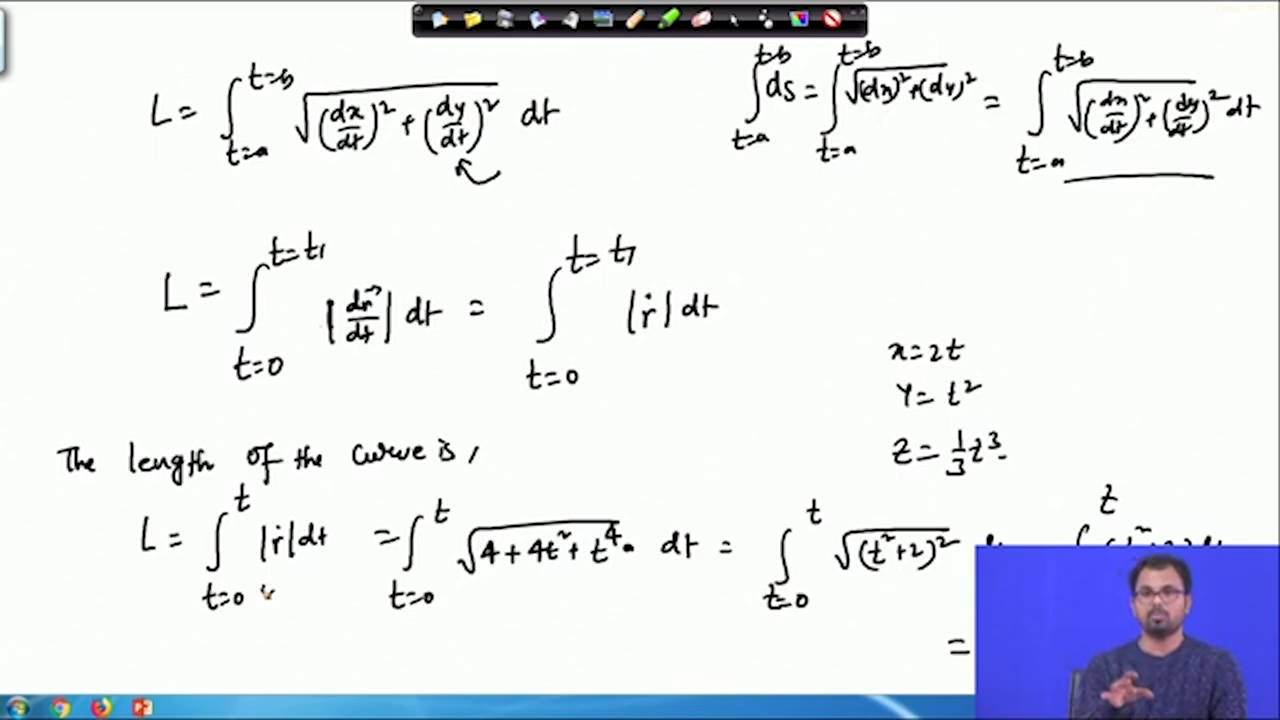 L = ∫_{t=a}^{t=b} √((dx/dt)² + (dy/dt)²) dt
∫_{t=a}^{t=b} ds = ∫_{t=a}^{t=b} √((dx)² + (dy)²) = ∫_{t=a}^{t=b} √((dx/dt)² + (dy/dt)²) dt
L = ∫_{t=0}^{t=t₁} |dr⃗/dt| dt = ∫_{t=0}^{t=t₁} |ṙ| dt
x = 2t
y = t²
z = 1/3 t³
The length of the curve is,
L = ∫_{t=0}^{t} |ṙ| dt = ∫_{t=0}^{t} √(4 + 4t² + t⁴) dt = ∫_{t=0}^{t} √((t² + 2)²)
=